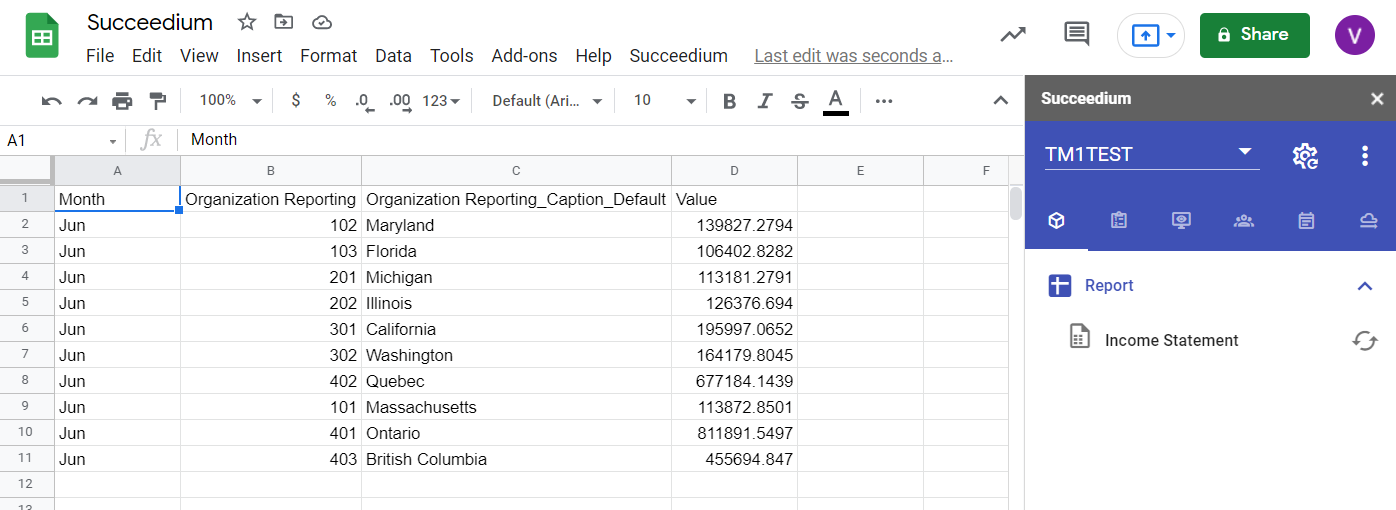 Succeedium
File Edit View Insert Format Data Tools Add-ons Help Succeedium Last edit was seconds a…
Share
V
100% $ % .0 .00 123 Default (Ari... 10 B I S A
Succeedium
A1 fx Month
TM1TEST
A B C D E F
1 Month Organization Reporting Organization Reporting_Caption_Default Value
2 Jun 102 Maryland 139827.2794
3 Jun 103 Florida 106402.8282
4 Jun 201 Michigan 113181.2791
5 Jun 202 Illinois 126376.694
6 Jun 301 California 195997.0652
7 Jun 302 Washington 164179.8045
8 Jun 402 Quebec 677184.1439
9 Jun 101 Massachusetts 113872.8501
10 Jun 401 Ontario 811891.5497
11 Jun 403 British Columbia 455694.847
12
13
Report
Income Statement